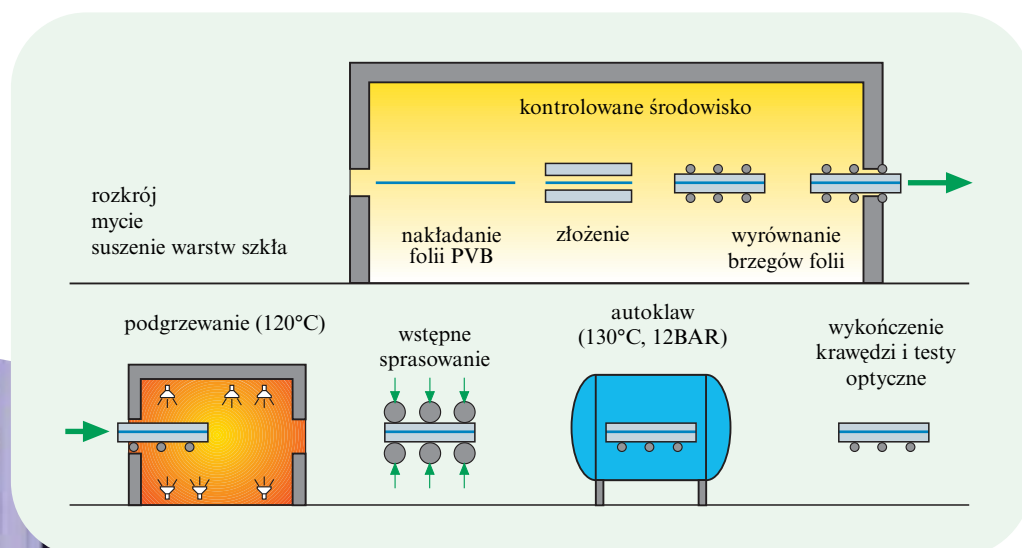 kontrolowane środowisko
rozkrój
mycie
suszenie warstw szkła
nakładanie
folii PVB
złożenie
wyrównanie
brzegów folii
podgrzewanie (120°C)
wstępne
sprasowanie
autoklaw
(130°C, 12BAR)
wykończenie
krawędzi i testy
optyczne